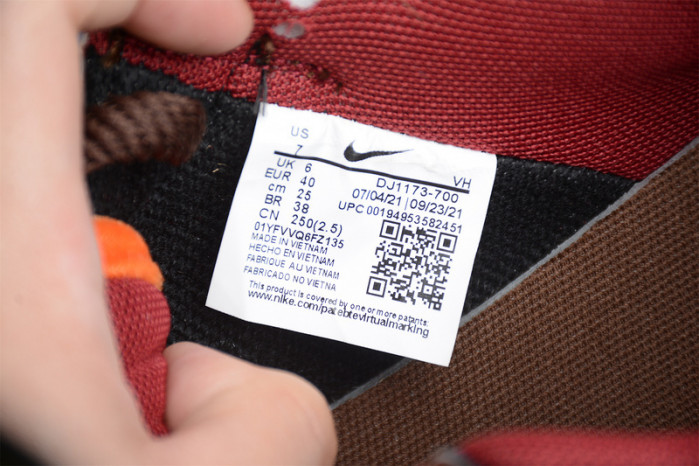 US
7
UK 6
EUR 40
cm 25
BR 38
CN 250(2.5)
VH
DJ1173-700
07/04/21 | 09/23/21
UPC 00194953582451
01YFVVQ6FZ135
MADE IN VIETNAM
HECHO EN VIETNAM
FABRIQUE AU VIETNAM
FABRICADO NO VIETNA
This product is covered by one or more patents:
www.nike.com/patebtevirtualmarking